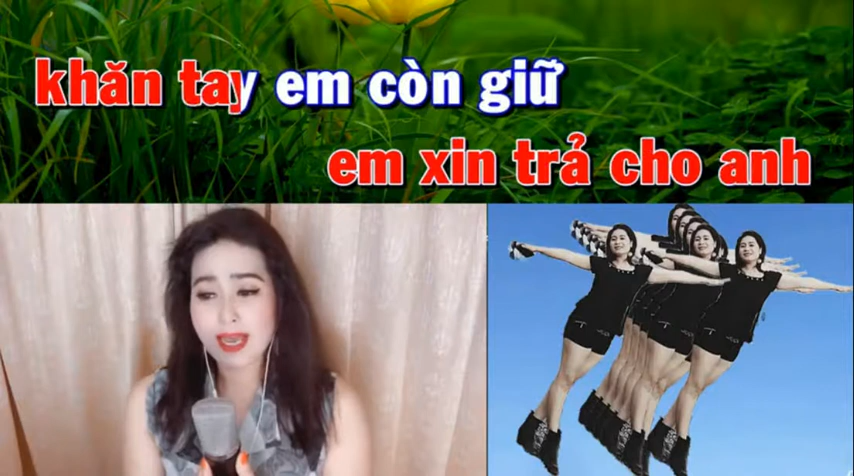 khăn tay em còn giữ
em xin trả cho anh